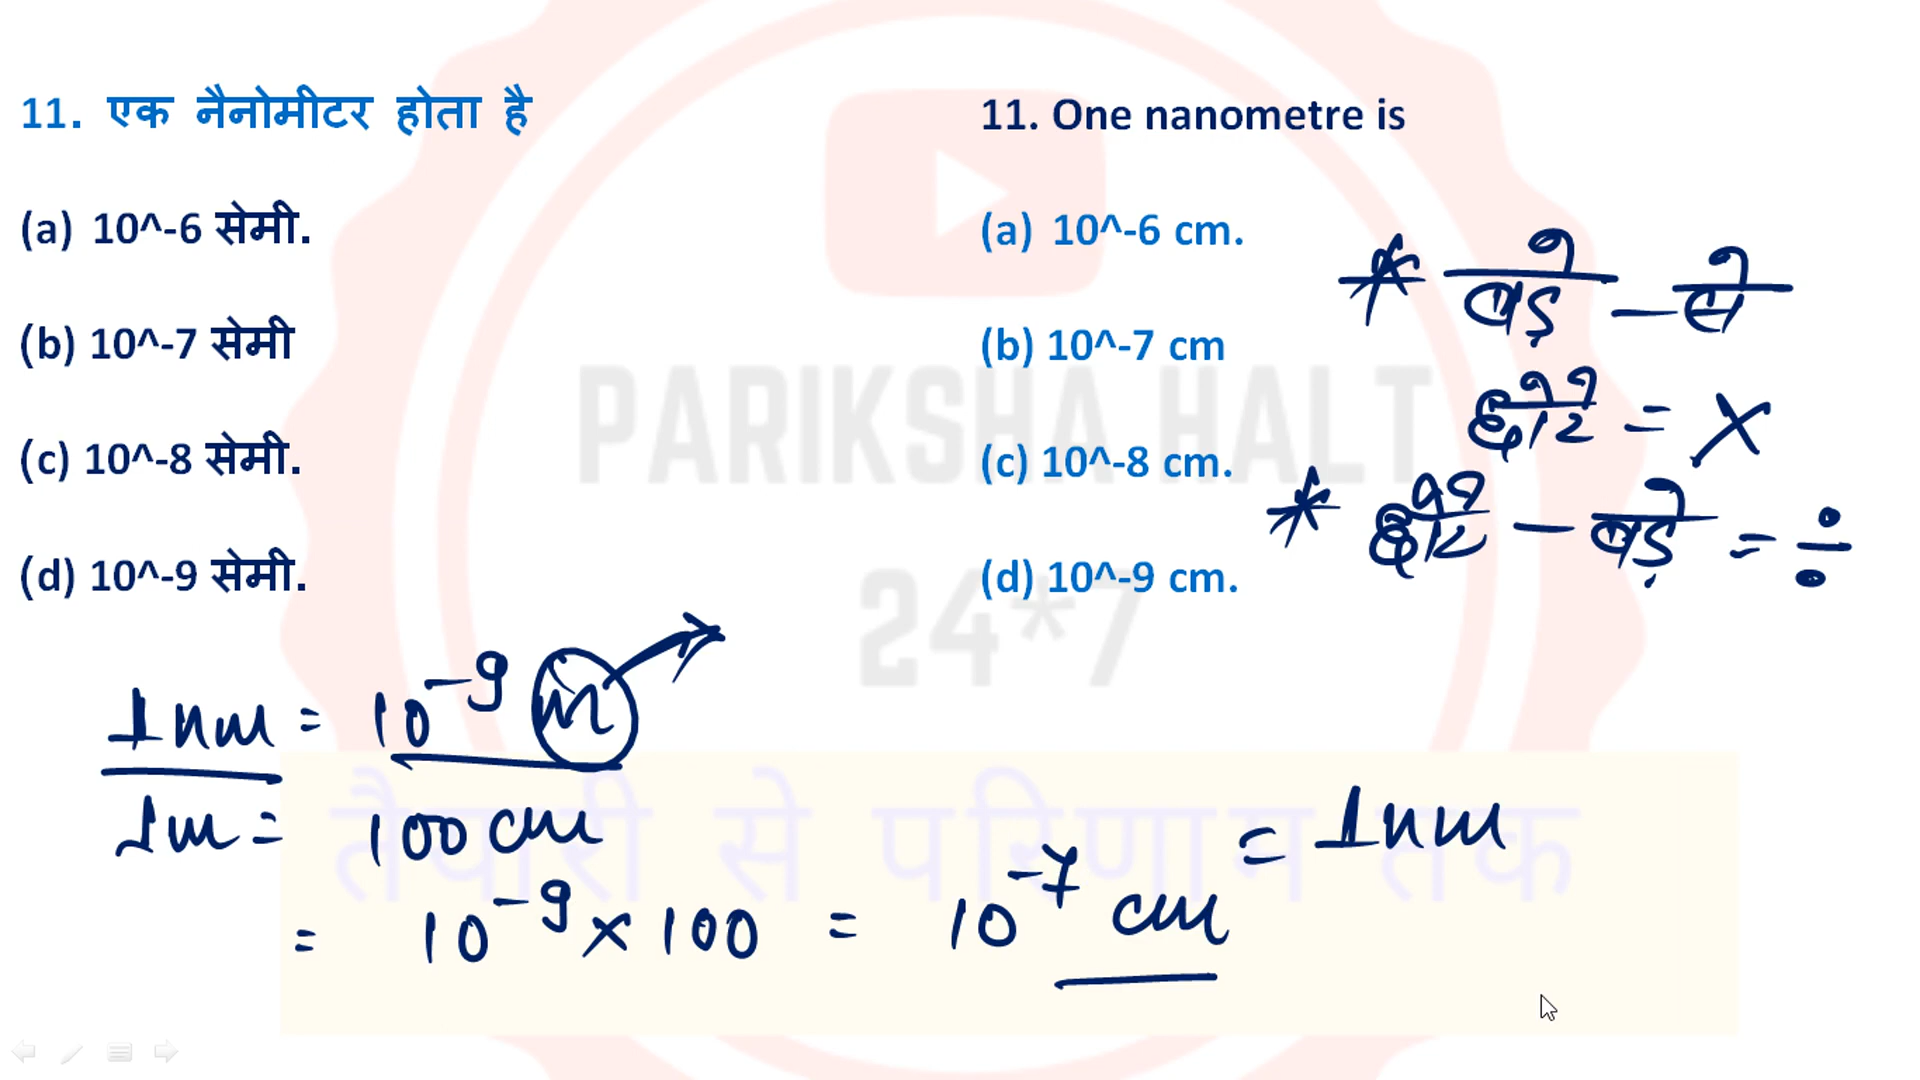 11. एक नैनोमीटर होता है
(a) 10^-6 सेमी.
(b) 10^-7 सेमी
(c) 10^-8 सेमी.
(d) 10^-9 सेमी.
11. One nanometre is
(a) 10^-6 cm.
(b) 10^-7 cm
(c) 10^-8 cm.
(d) 10^-9 cm.
* बड़े – से
छोटे = ×
* छोटे – बड़े = ÷
1nm = 10⁻⁹ m
1m = 100 cm
= 10⁻⁹ × 100 = 10⁻⁷ cm = 1nm
PARIKSHA HALT
24*7
तैयारी से परिणाम तक